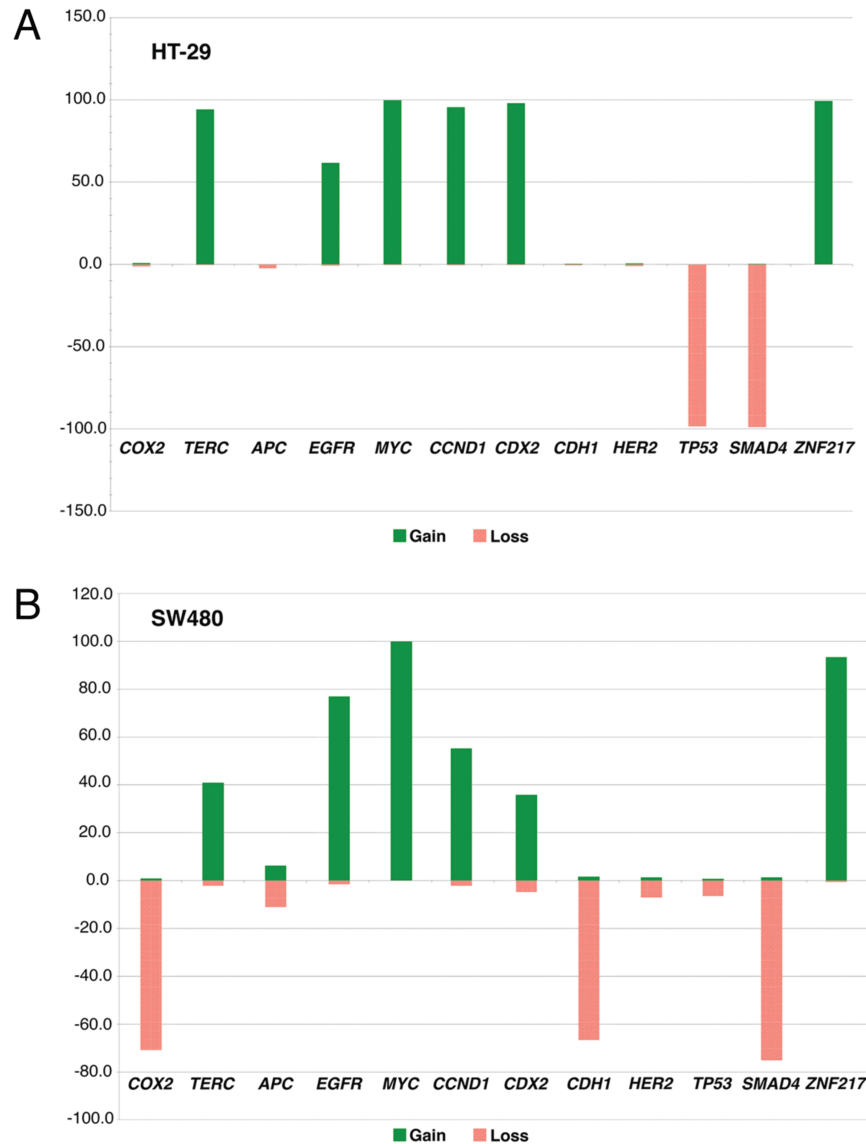 A
HT-29
150.0
100.0
50.0
0.0
-50.0
-100.0
-150.0
COX2 TERC APC EGFR MYC CCND1 CDX2 CDH1 HER2 TP53 SMAD4 ZNF217
Gain Loss
B
SW480
120.0
100.0
80.0
60.0
40.0
20.0
0.0
-20.0
-40.0
-60.0
-80.0
-100.0
COX2 TERC APC EGFR MYC CCND1 CDX2 CDH1 HER2 TP53 SMAD4 ZNF217
Gain Loss